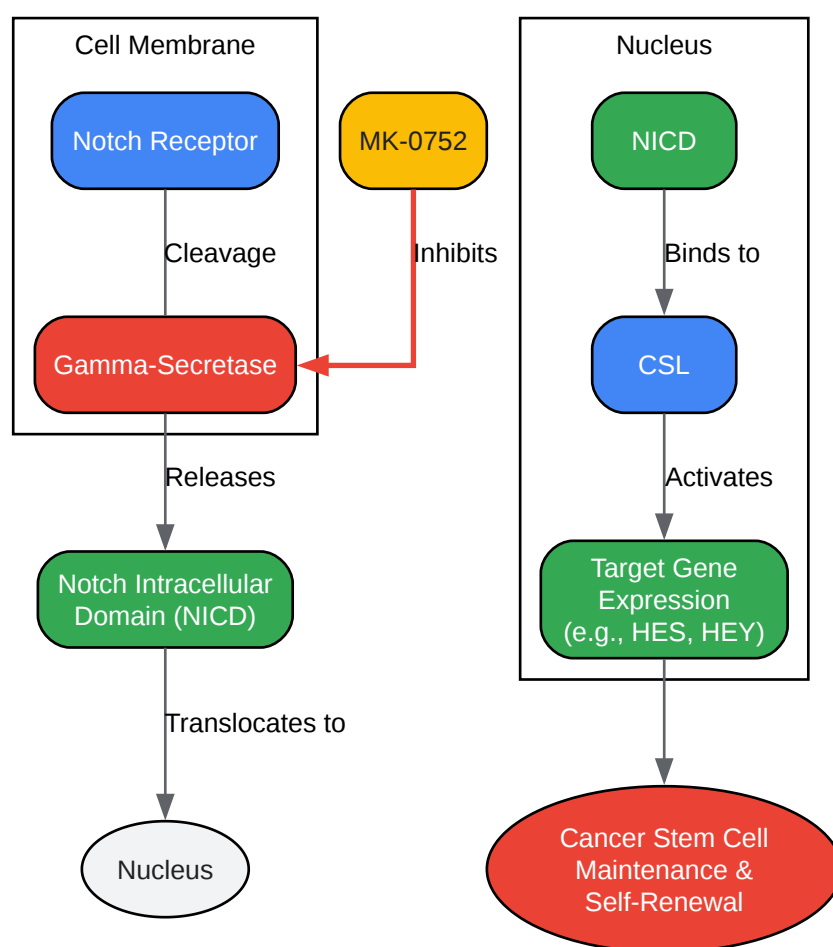 Cell Membrane
Notch Receptor
Cleavage
Gamma-Secretase
MK-0752
Inhibits
Releases
Notch Intracellular
Domain (NICD)
Translocates to
Nucleus
Nucleus
NICD
Binds to
CSL
Activates
Target Gene
Expression
(e.g., HES, HEY)
Cancer Stem Cell
Maintenance &
Self-Renewal